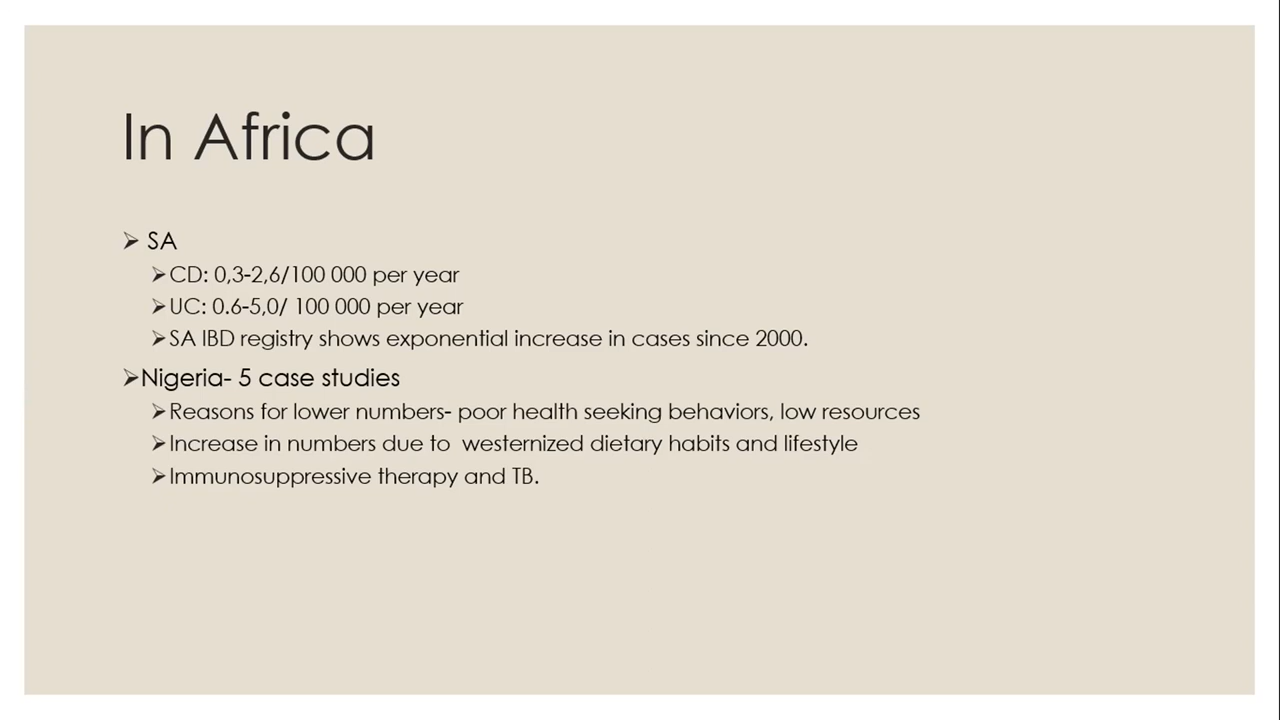 In Africa
➢ SA
➢CD: 0,3-2,6/100 000 per year
➢UC: 0.6-5,0/ 100 000 per year
➢SA IBD registry shows exponential increase in cases since 2000.
➢Nigeria- 5 case studies
➢Reasons for lower numbers- poor health seeking behaviors, low resources
➢Increase in numbers due to  westernized dietary habits and lifestyle
➢Immunosuppressive therapy and TB.